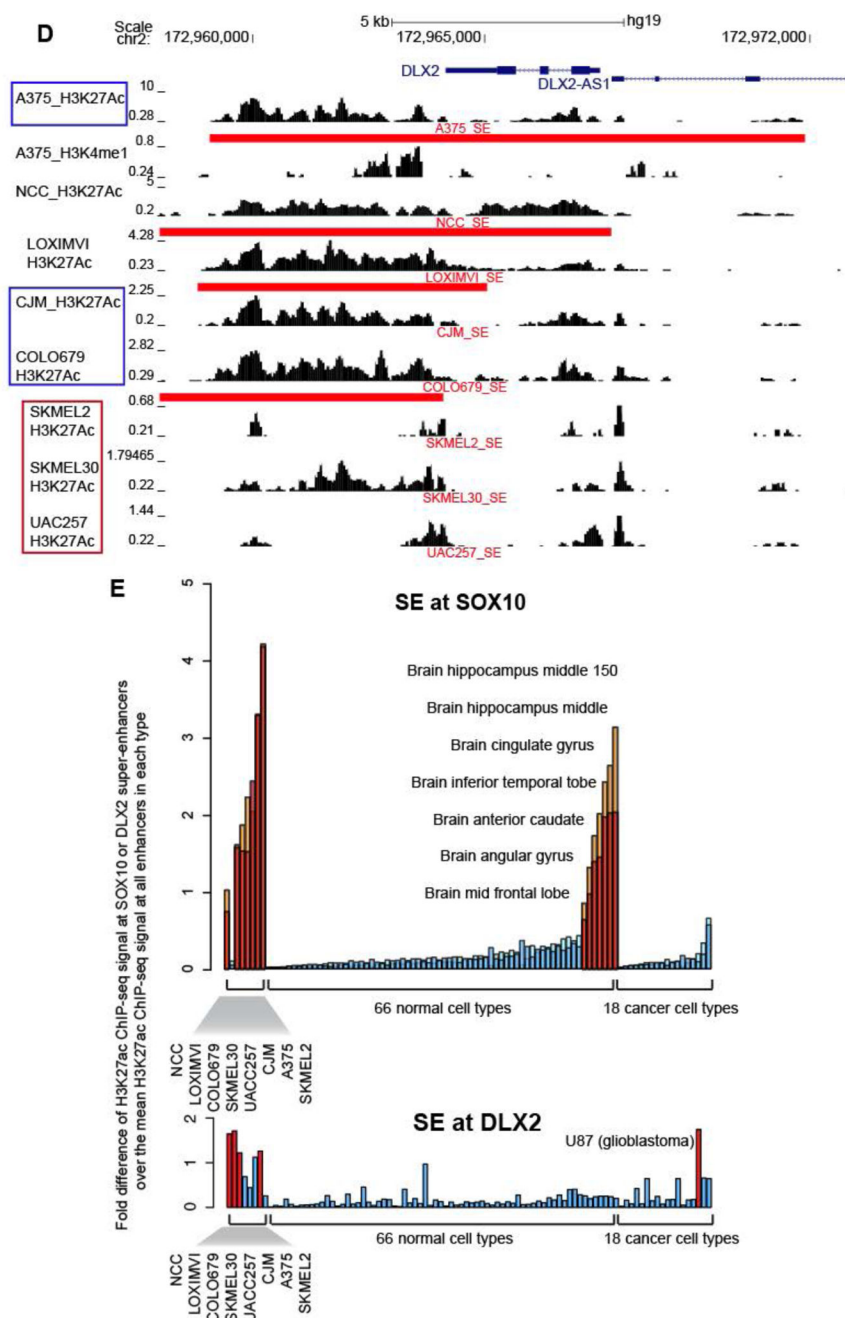 D
Scale
chr2:
5 kb
hg19
172,960,000
172,965,000
172,972,000
DLX2
DLX2-AS1
A375_H3K27Ac
10
0.28
A375_SE
A375_H3K4me1
0.8
0.24
NCC_H3K27Ac
5
0.2
NCC_SE
LOXIMVI
H3K27Ac
4.28
0.23
LOXIMVI_SE
CJM_H3K27Ac
2.25
0.2
CJM_SE
COLO679
H3K27Ac
2.82
0.29
COLO679_SE
SKMEL2
H3K27Ac
0.68
0.21
SKMEL2_SE
SKMEL30
H3K27Ac
1.79465
0.22
SKMEL30_SE
UAC257
H3K27Ac
1.44
0.22
UAC257_SE
E
SE at SOX10
Fold difference of H3K27ac ChIP-seq signal at SOX10 or DLX2 super-enhancers
over the mean H3K27ac ChIP-seq signal at all enhancers in each type
5
4
3
2
1
0
Brain hippocampus middle 150
Brain hippocampus middle
Brain cingulate gyrus
Brain inferior temporal tobe
Brain anterior caudate
Brain angular gyrus
Brain mid frontal lobe
66 normal cell types
18 cancer cell types
NCC
LOXIMVI
COLO679
SKMEL30
UACC257
CJM
A375
SKMEL2
SE at DLX2
2
1
0
U87 (glioblastoma)
66 normal cell types
18 cancer cell types
NCC
LOXIMVI
COLO679
SKMEL30
UACC257
CJM
A375
SKMEL2